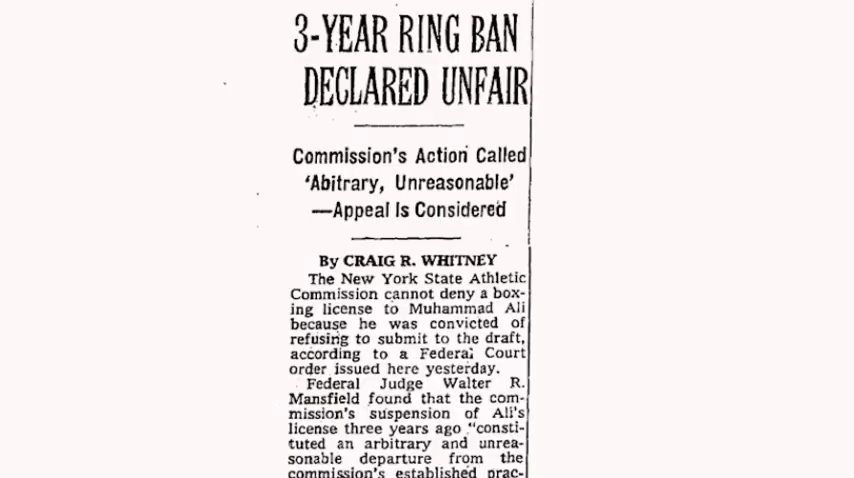 3-YEAR RING BAN
DECLARED UNFAIR
Commission's Action Called
'Abitrary, Unreasonable'
—Appeal Is Considered
By CRAIG R. WHITNEY
The New York State Athletic
Commission cannot deny a box-
ing license to Muhammad Ali
because he was convicted of
refusing to submit to the draft,
according to a Federal Court
order issued here yesterday.
Federal Judge Walter R.
Mansfield found that the com-
mission's suspension of Ali's
license three years ago "consti-
tuted an arbitrary and unrea-
sonable departure from the
commission's established prac-